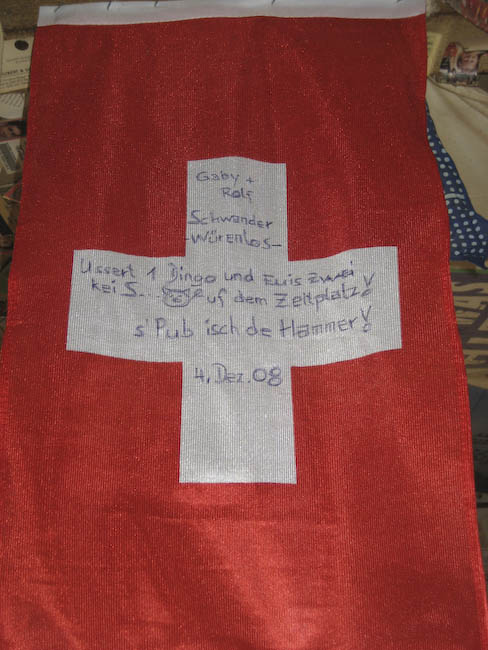 Gaby +
Rolf
Schwander
-Würenlos-
Ussert 1 Dingo und Euis zwei
kei S... uf dem Zeltplatz!
s'Pub isch de Hammer!
4. Dez. 08